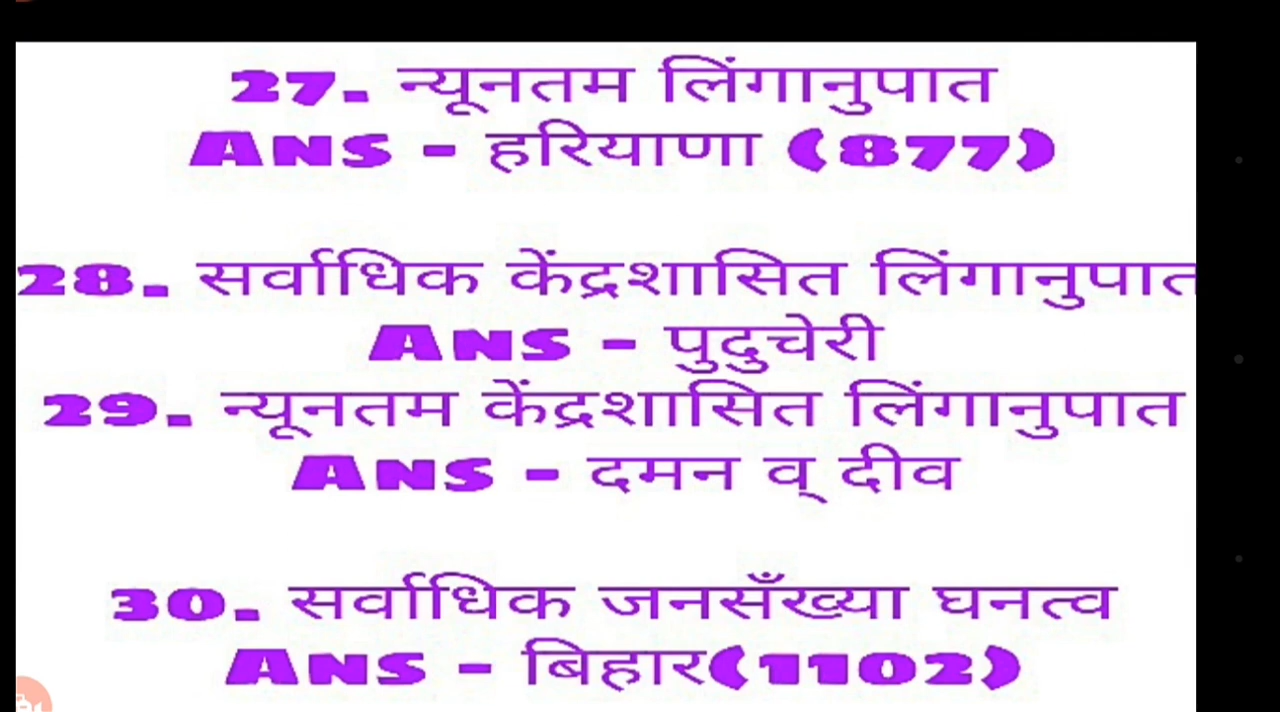 27. न्यूनतम लिंगानुपात
Ans - हरियाणा (877)
28. सर्वाधिक केंद्रशासित लिंगानुपात
Ans - पुदुचेरी
29. न्यूनतम केंद्रशासित लिंगानुपात
Ans - दमन व् दीव
30. सर्वाधिक जनसँख्या घनत्व
Ans - बिहार(1102)